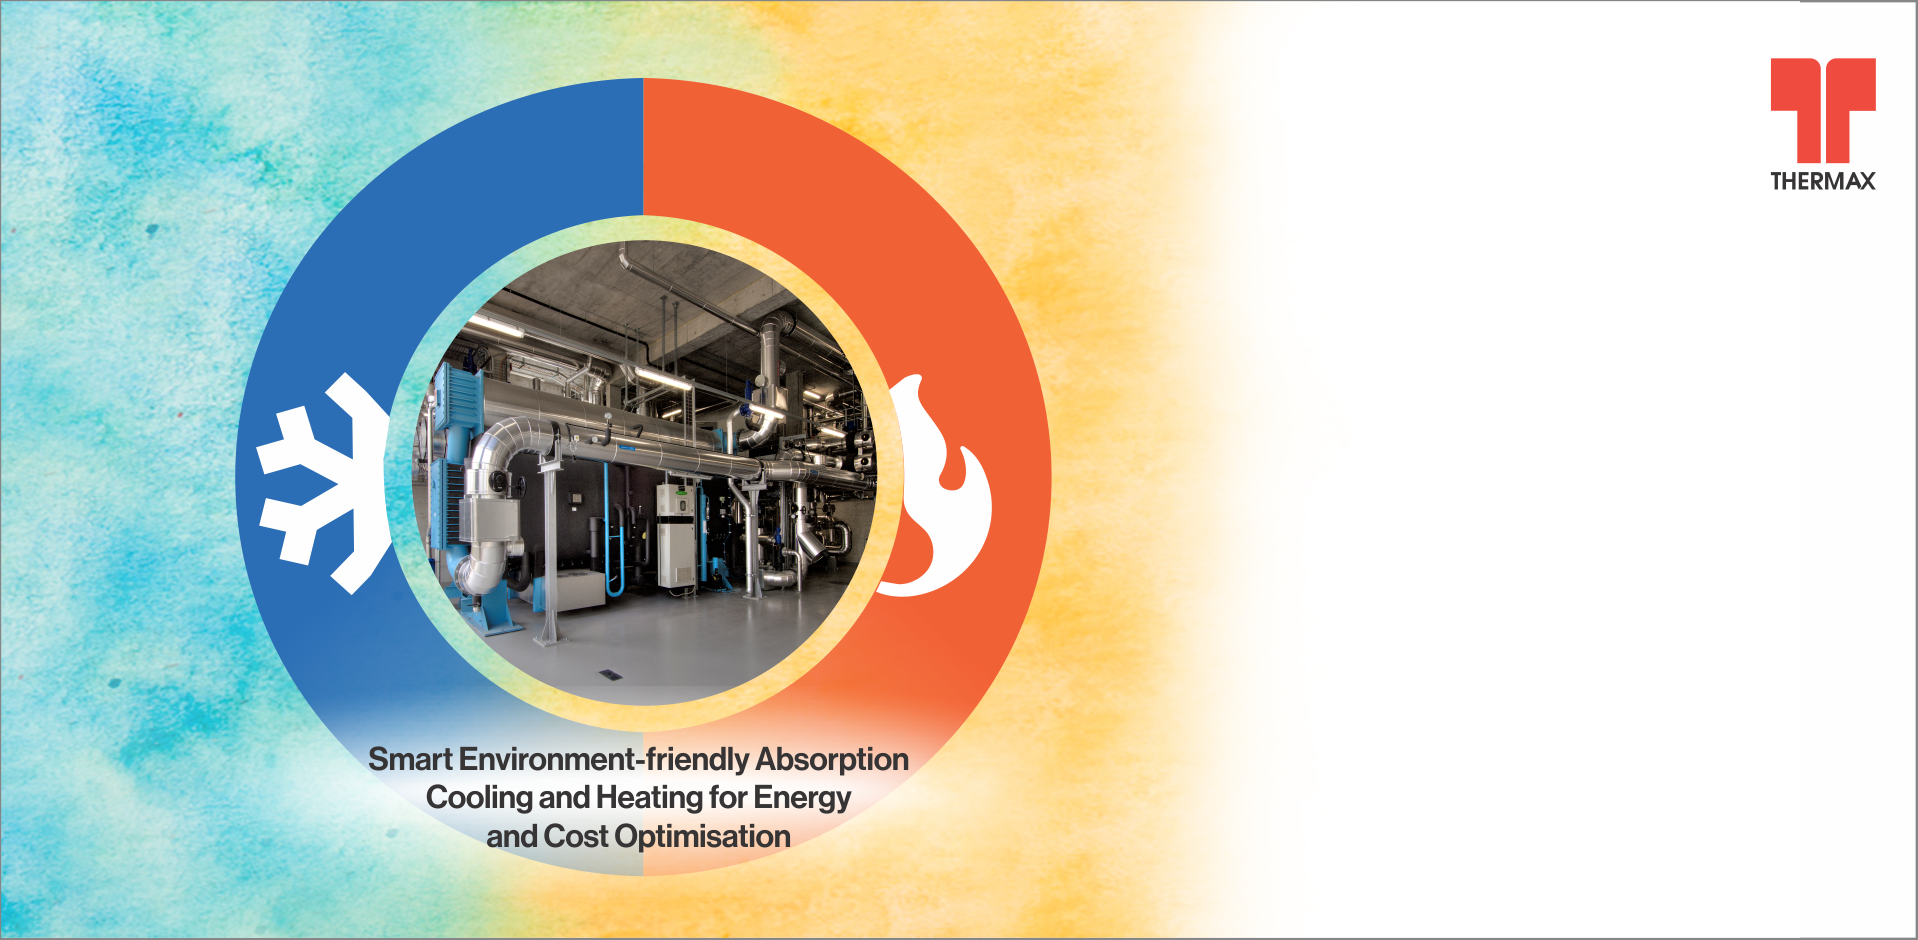 THERMAX
Smart Environment-friendly Absorption
Cooling and Heating for Energy
and Cost Optimisation